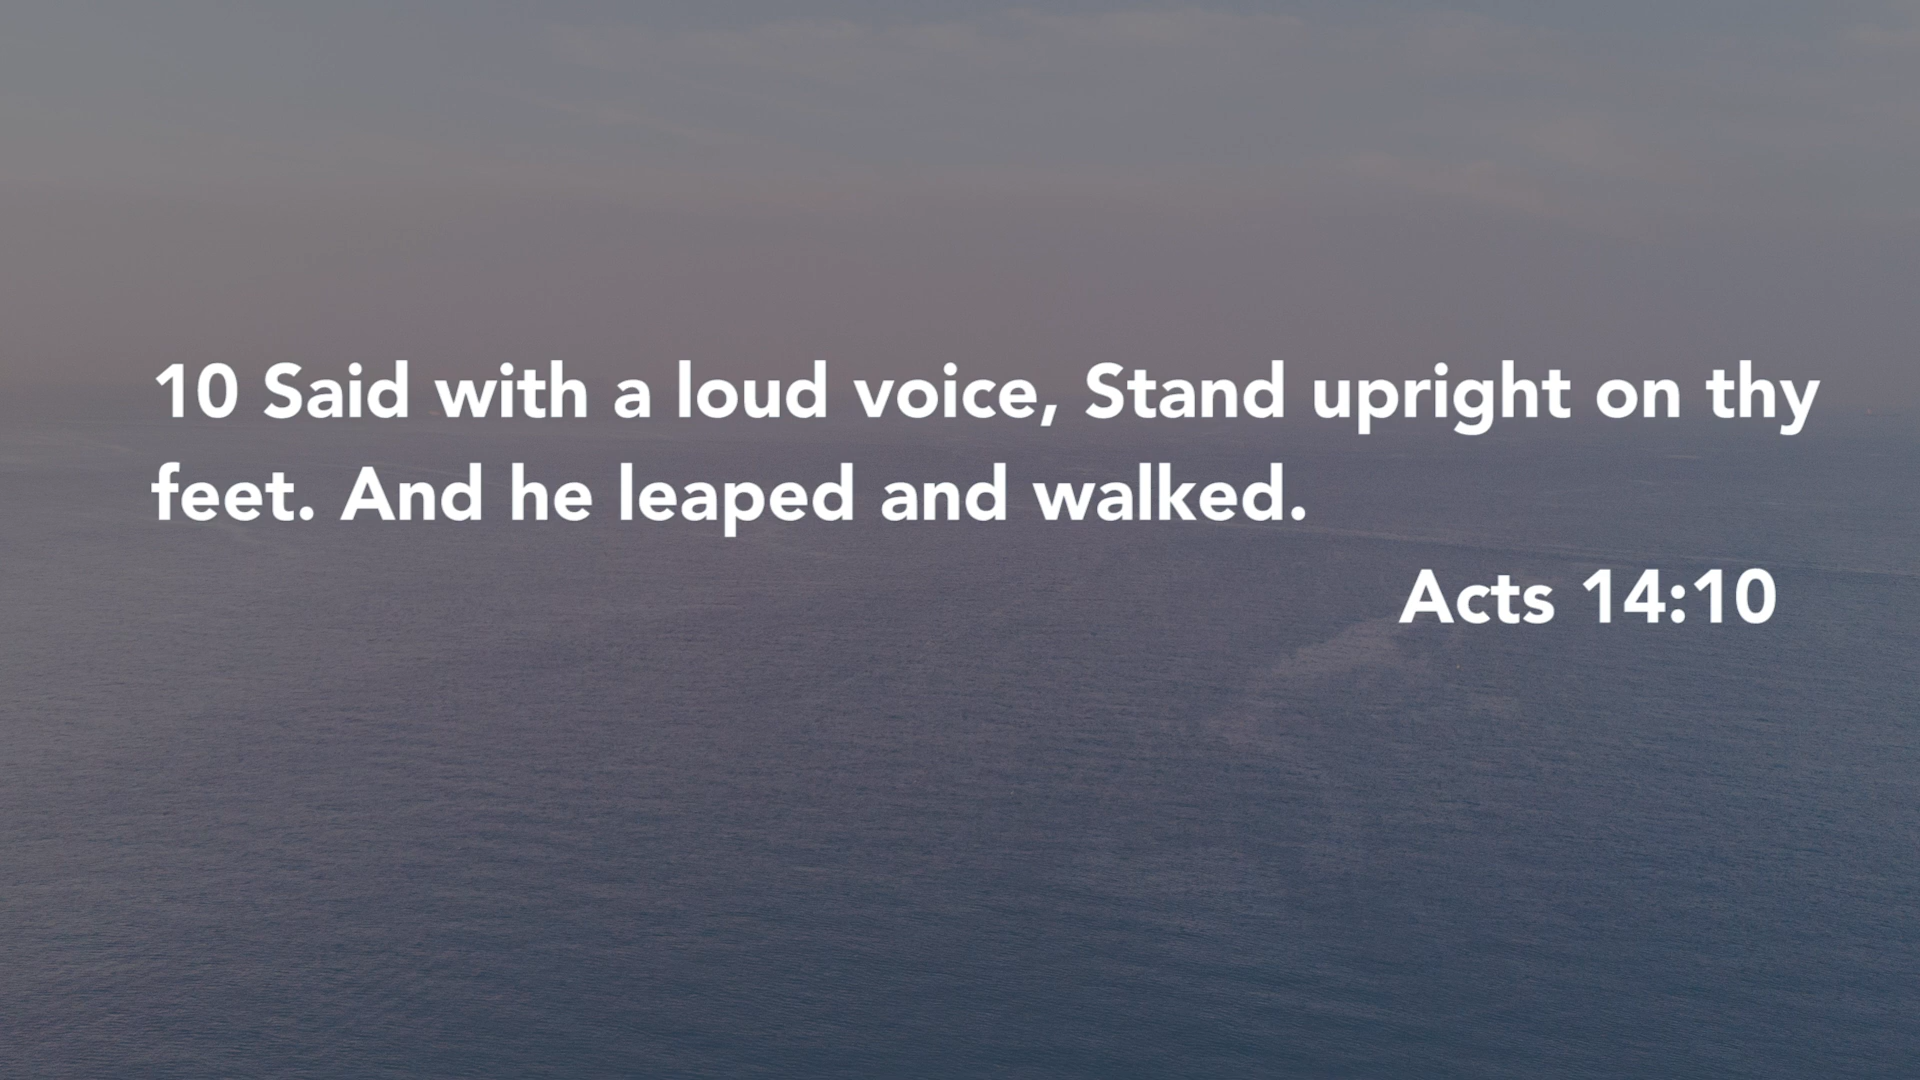 10 Said with a loud voice, Stand upright on thy
feet. And he leaped and walked.
Acts 14:10